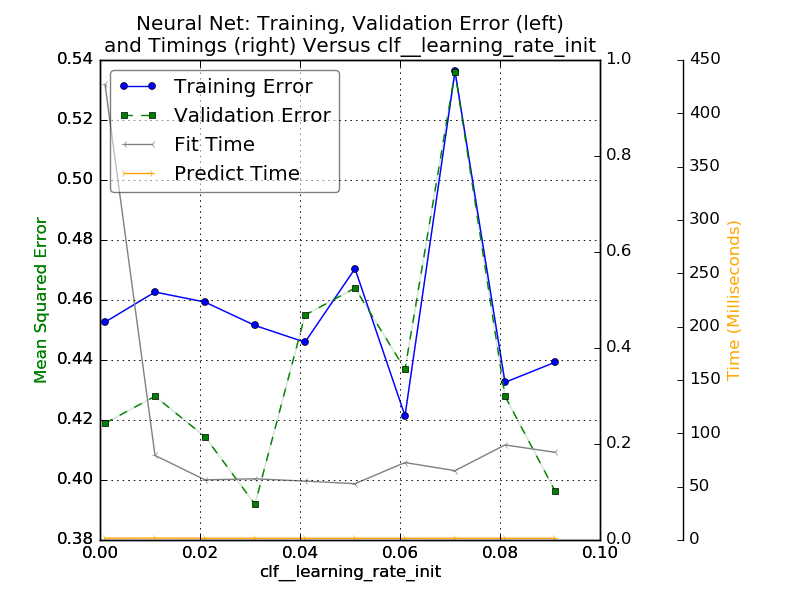 Neural Net: Training, Validation Error (left)
and Timings (right) Versus clf__learning_rate_init
Training Error
Validation Error
Fit Time
Predict Time
Mean Squared Error
0.54
0.52
0.50
0.48
0.46
0.44
0.42
0.40
0.38
1.0
0.8
0.6
0.4
0.2
0.0
450
400
350
300
250
200
150
100
50
0
Time (Milliseconds)
0.00 0.02 0.04 0.06 0.08 0.10
clf__learning_rate_init